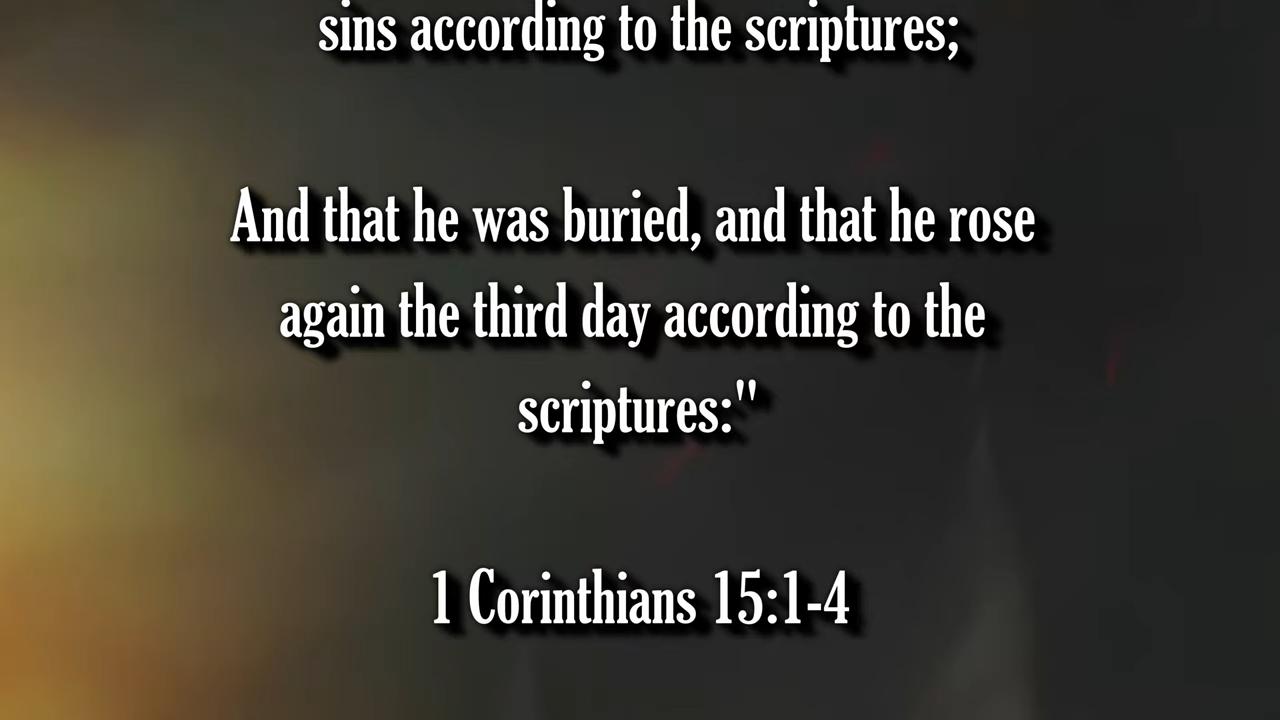 sins according to the scriptures;
And that he was buried, and that he rose
again the third day according to the
scriptures:"
1 Corinthians 15:1-4